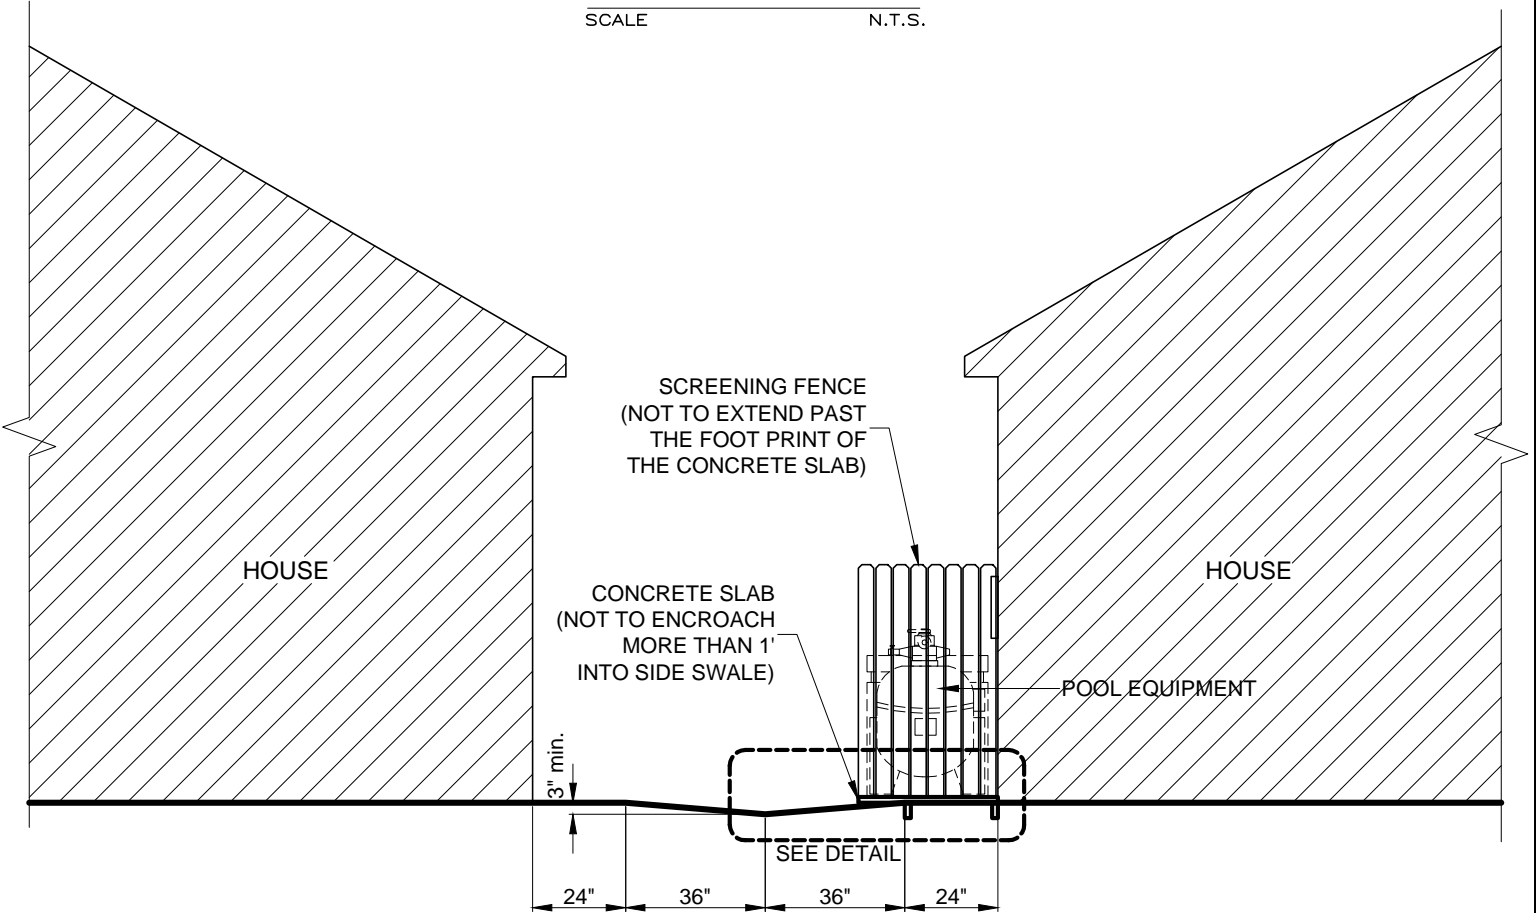 SCALE N.T.S.
SCREENING FENCE
(NOT TO EXTEND PAST
THE FOOT PRINT OF
THE CONCRETE SLAB)
HOUSE
HOUSE
CONCRETE SLAB
(NOT TO ENCROACH
MORE THAN 1'
INTO SIDE SWALE)
POOL EQUIPMENT
3" min.
SEE DETAIL
24" 36" 36" 24"